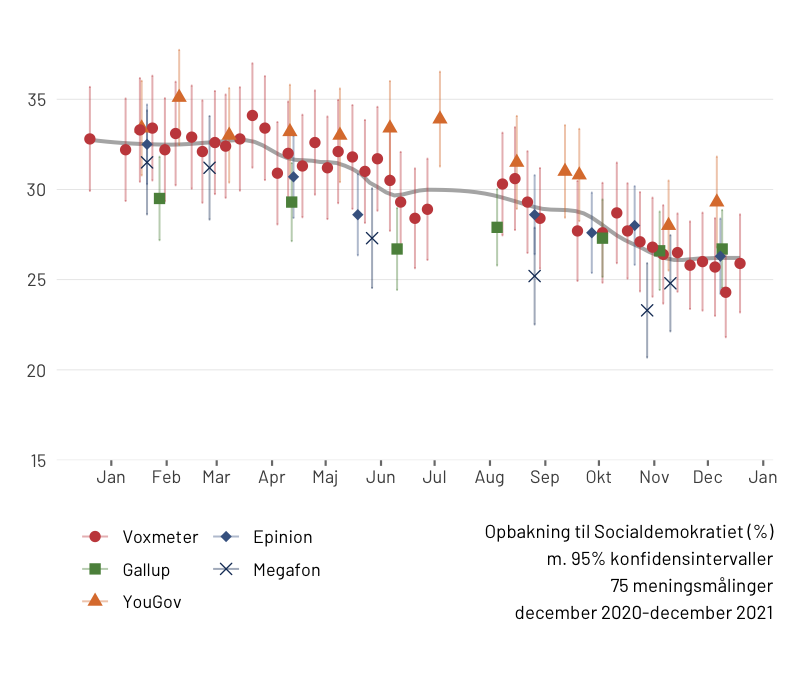 35
30
25
20
15
Jan Feb Mar Apr Maj Jun Jul Aug Sep Okt Nov Dec Jan
Voxmeter Epinion
Gallup Megafon
YouGov
Opbakning til Socialdemokratiet (%)
m. 95% konfidensintervaller
75 meningsmålinger
december 2020-december 2021